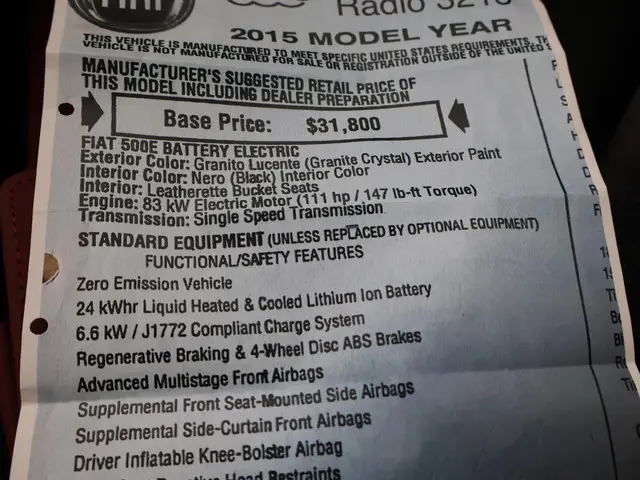 FIAT
Radio 3210
2015 MODEL YEAR
THIS VEHICLE IS MANUFACTURED TO MEET SPECIFIC UNITED STATES REQUIREMENTS. TH
VEHICLE IS NOT MANUFACTURED FOR SALE OR REGISTRATION OUTSIDE OF THE UNITED S
MANUFACTURER'S SUGGESTED RETAIL PRICE OF
THIS MODEL INCLUDING DEALER PREPARATION
Base Price: $31,800
FIAT 500E BATTERY ELECTRIC
Exterior Color: Granito Lucente (Granite Crystal) Exterior Paint
Interior Color: Nero (Black) Interior Color
Interior: Leatherette Bucket Seats
Engine: 83 kW Electric Motor (111 hp / 147 lb-ft Torque)
Transmission: Single Speed Transmission
STANDARD EQUIPMENT (UNLESS REPLACED BY OPTIONAL EQUIPMENT)
FUNCTIONAL/SAFETY FEATURES
Zero Emission Vehicle
24 kWhr Liquid Heated & Cooled Lithium Ion Battery
6.6 kW / J1772 Compliant Charge System
Regenerative Braking & 4-Wheel Disc ABS Brakes
Advanced Multistage Front Airbags
Supplemental Front Seat-Mounted Side Airbags
Supplemental Side-Curtain Front Airbags
Driver Inflatable Knee-Bolster Airbag
Head Restraints